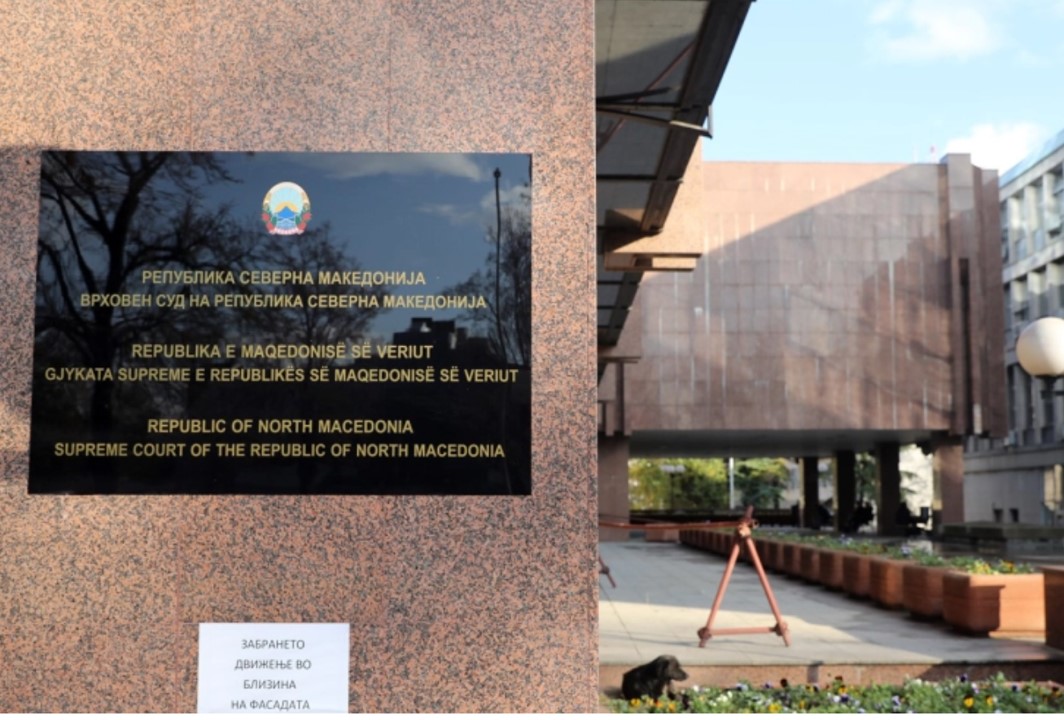 РЕПУБЛИКА СЕВЕРНА МАКЕДОНИЈА
ВРХОВЕН СУД НА РЕПУБЛИКА СЕВЕРНА МАКЕДОНИЈА
REPUBLIKA E MAQEDONISË SË VERIUT
GJYKATA SUPREME E REPUBLIKËS SË MAQEDONISË SË VERIUT
REPUBLIC OF NORTH MACEDONIA
SUPREME COURT OF THE REPUBLIC OF NORTH MACEDONIA
ЗАБРАНЕТО
ДВИЖЕЊЕ ВО
БЛИЗИНА
НА ФАСАДАТА